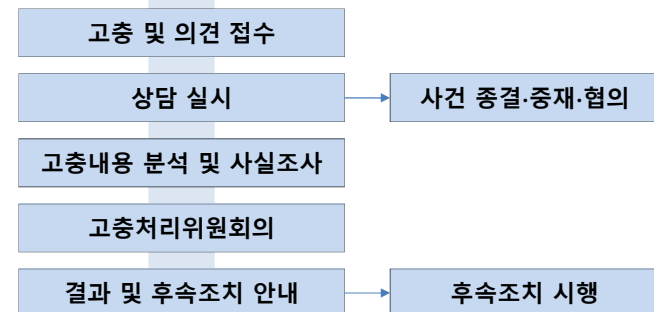 고충 및 의견 접수
상담 실시
사건 종결·중재·협의
고충내용 분석 및 사실조사
고충처리위원회의
결과 및 후속조치 안내
후속조치 시행